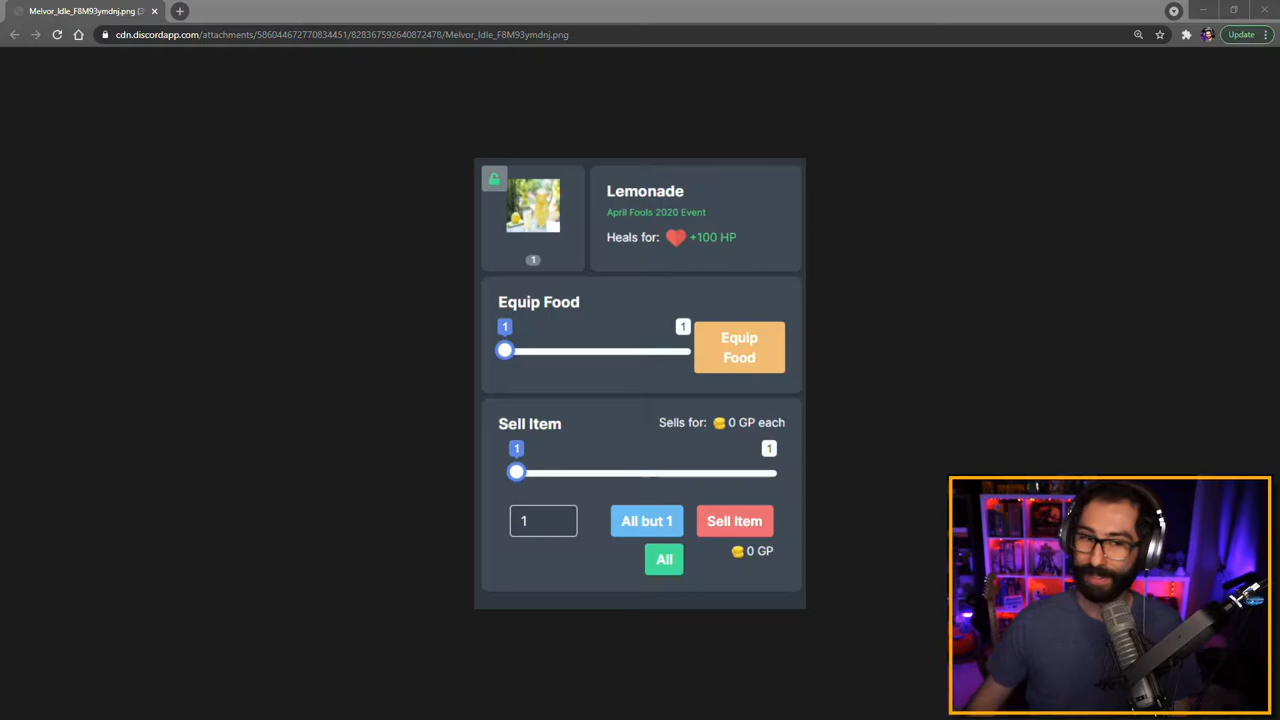 Melvor_Idle_F8M93ymdnj.png (3
cdn.discordapp.com/attachments/586044672770834451/828367592640872478/Melvor_Idle_F8M93ymdnj.png
Update
Lemonade
April Fools 2020 Event
Heals for: +100 HP
1
Equip Food
1 1
Equip
Food
Sell Item
Sells for: 0 GP each
1 1
1
All but 1
Sell Item
All
0 GP